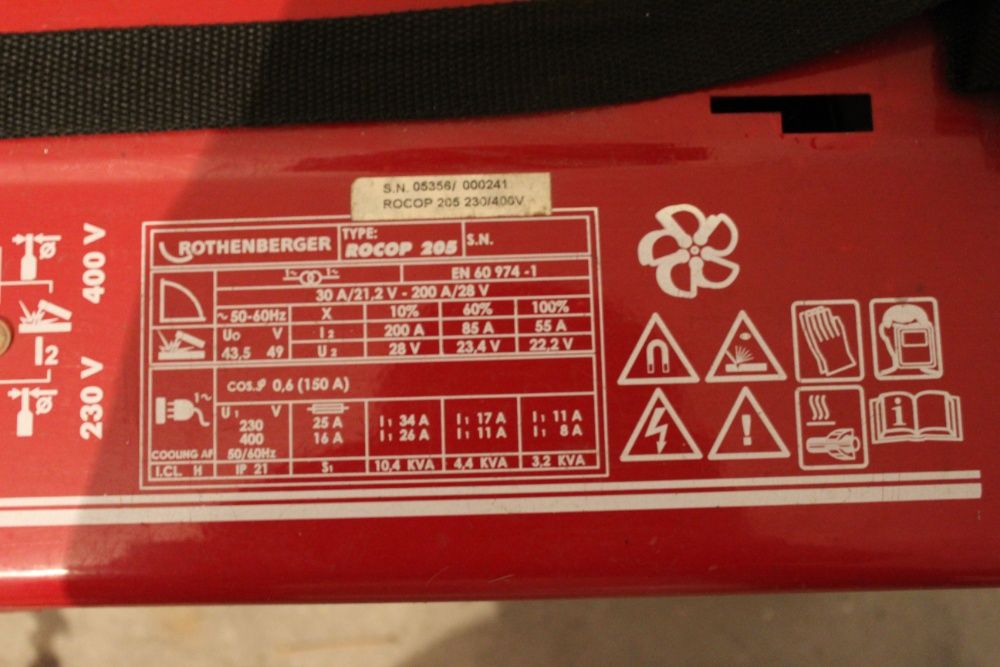 S.N. 05356/ 000241
ROCOP 205 230/400V
ROTHENBERGER TYPE: ROCOP 205 S.N.
1~ EN 60 974 -1
30 A/21,2 V - 200 A/28 V
~ 50-60Hz X 10% 60% 100%
U0 V I2 200 A 85 A 55 A
43,5 49 U2 28 V 23,4 V 22,2 V
1~ COS.φ 0,6 (150 A)
U1 V
230 25 A I1 34 A I1 17 A I1 11 A
400 16 A I1 26 A I1 11 A I1 8 A
COOLING AF 50/60Hz
I.CL. H IP 21 S1 10,4 KVA 4,4 KVA 3,2 KVA
400 V
I2
230 V